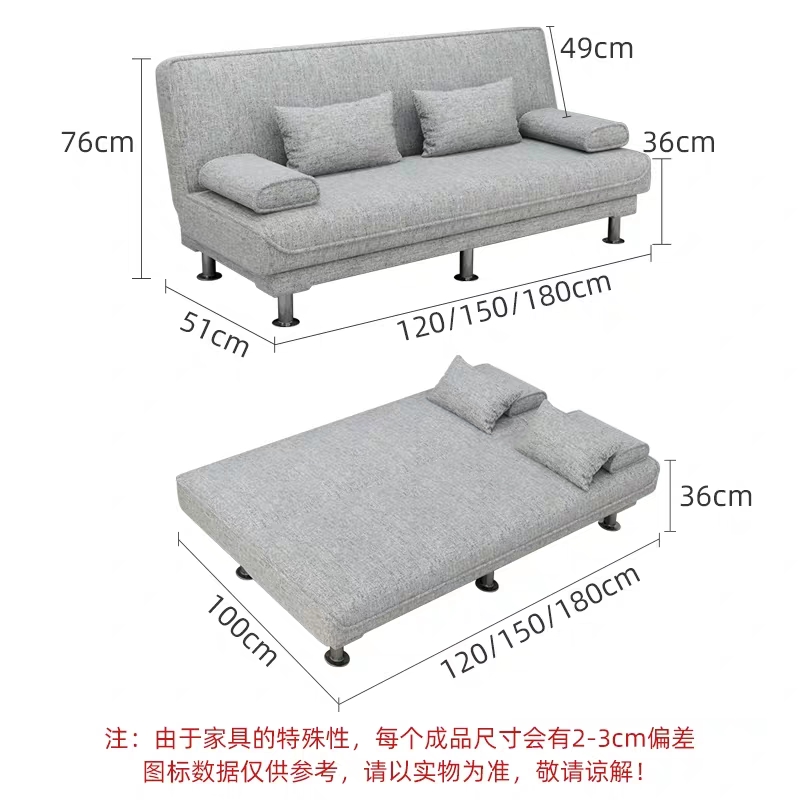 49cm
76cm
36cm
51cm
120/150/180cm
36cm
100cm
120/150/180cm
注：由于家具的特殊性，每个成品尺寸会有2-3cm偏差
图标数据仅供参考，请以实物为准，敬请谅解！